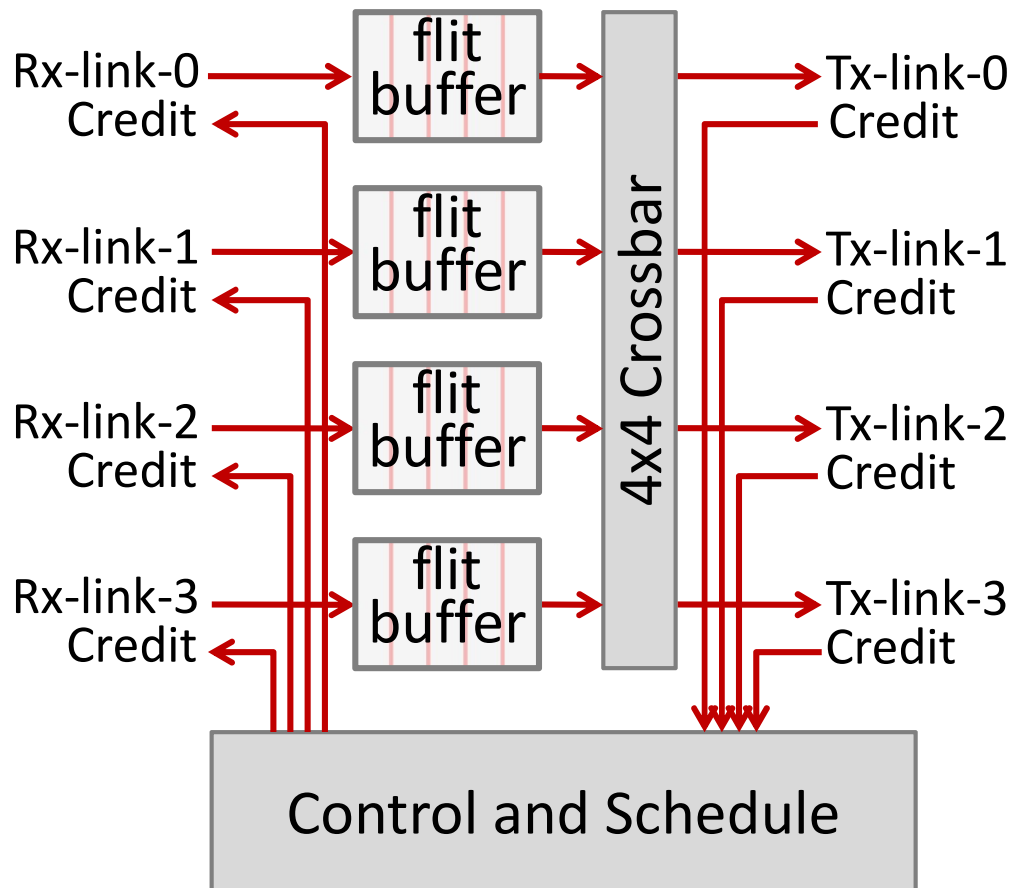 Rx-link-0
Credit
flit
buffer
Tx-link-0
Credit
Rx-link-1
Credit
flit
buffer
Tx-link-1
Credit
4x4 Crossbar
Rx-link-2
Credit
flit
buffer
Tx-link-2
Credit
Rx-link-3
Credit
flit
buffer
Tx-link-3
Credit
Control and Schedule